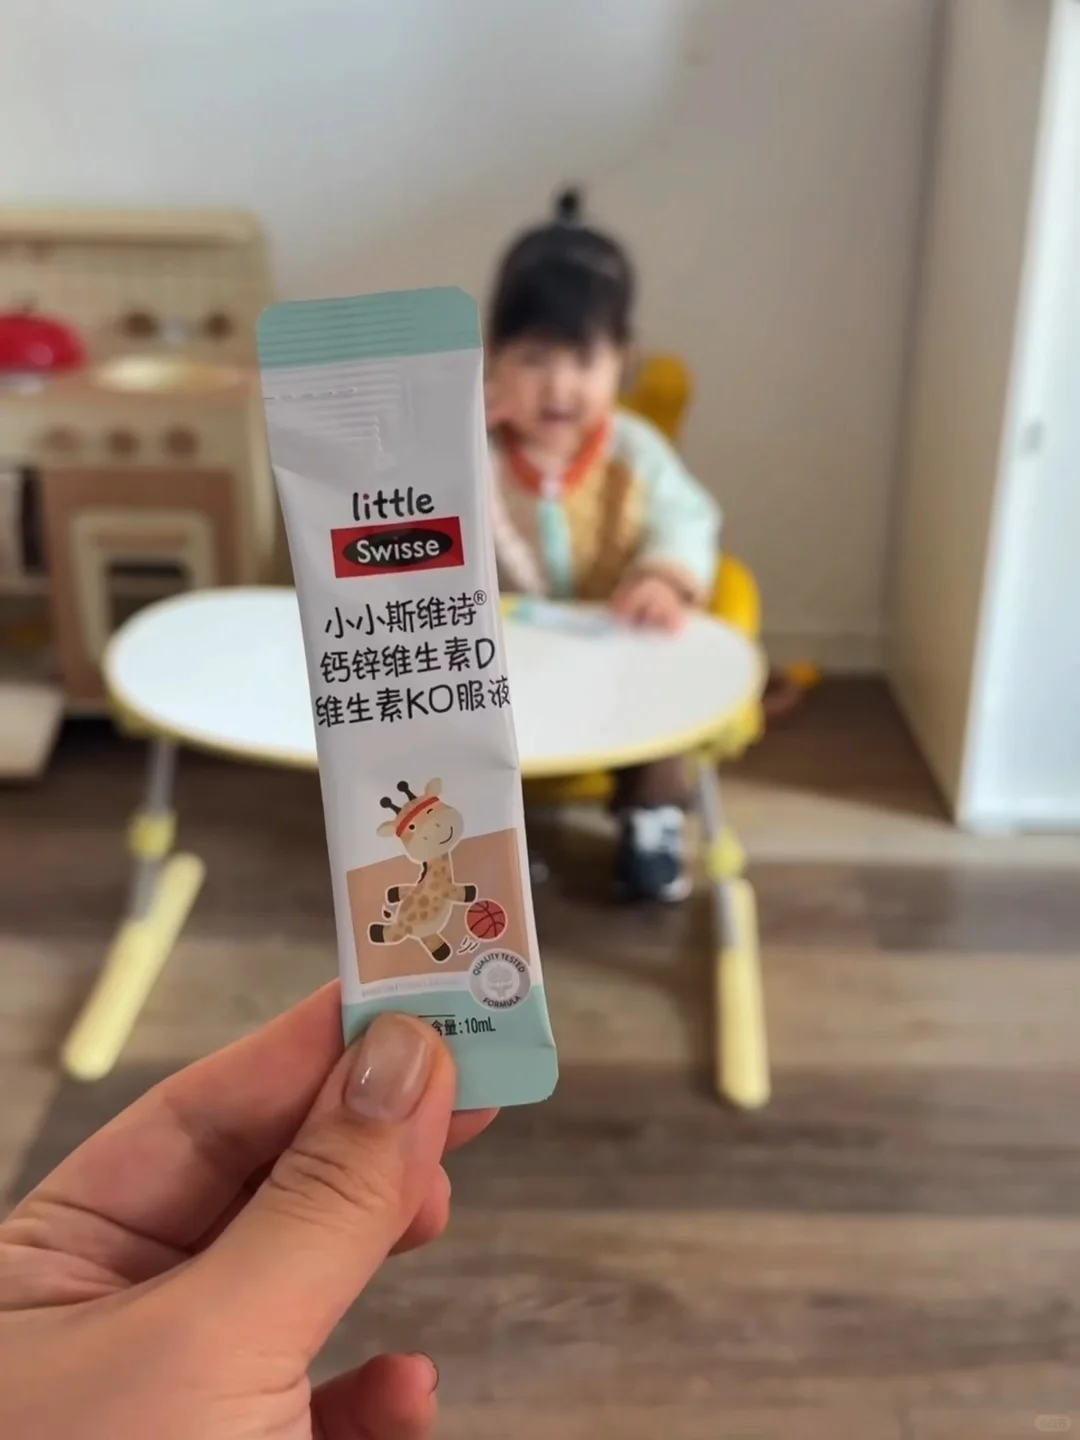 little
Swisse
小小斯维诗®
钙锌维生素D
维生素K口服液
QUALITY TESTED
FORMULA
含量:10mL